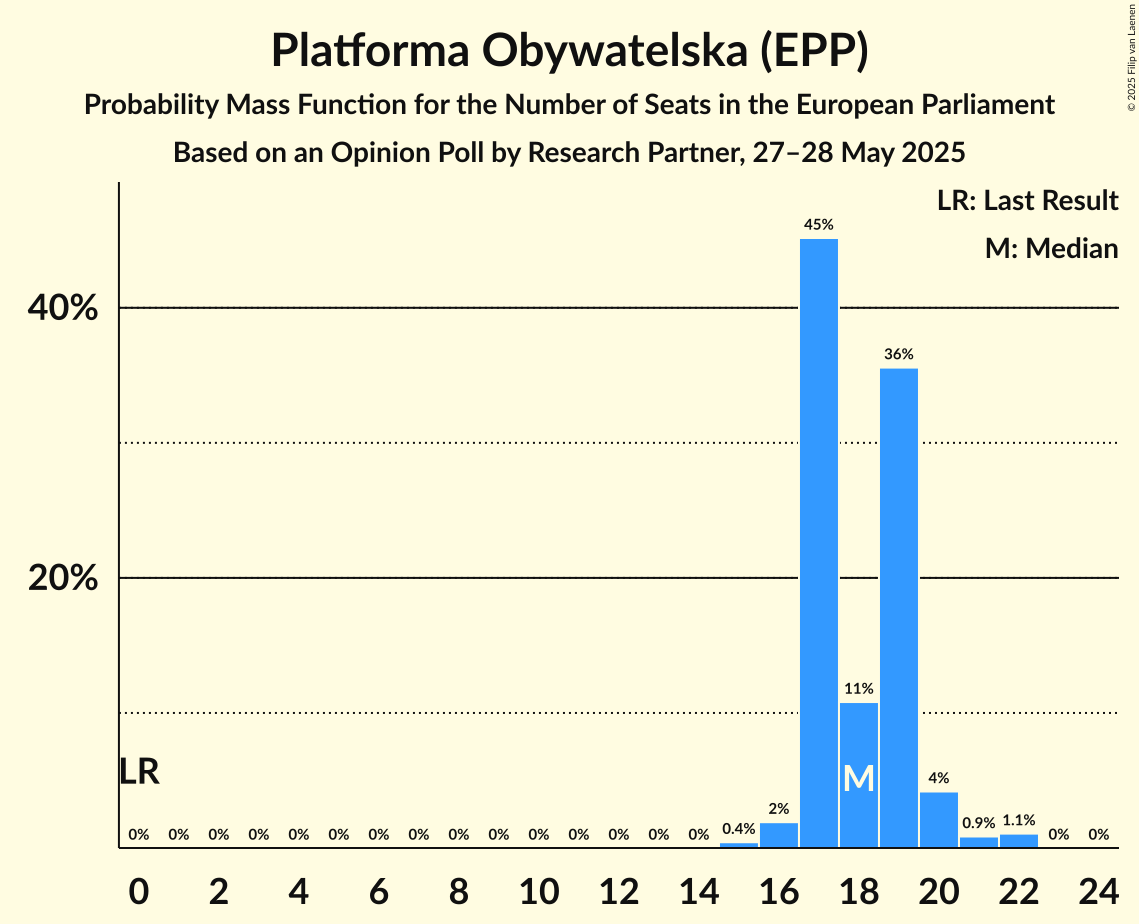 Platforma Obywatelska (EPP)
Probability Mass Function for the Number of Seats in the European Parliament
Based on an Opinion Poll by Research Partner, 27–28 May 2025
© 2025 Filip van Laenen
LR: Last Result
M: Median
45%
40%
36%
20%
11%
LR
M
4%
2%
0.4%
0.9%
1.1%
0% 0% 0% 0% 0% 0% 0% 0% 0% 0% 0% 0% 0% 0% 0% 0% 0%
0 2 4 6 8 10 12 14 16 18 20 22 24